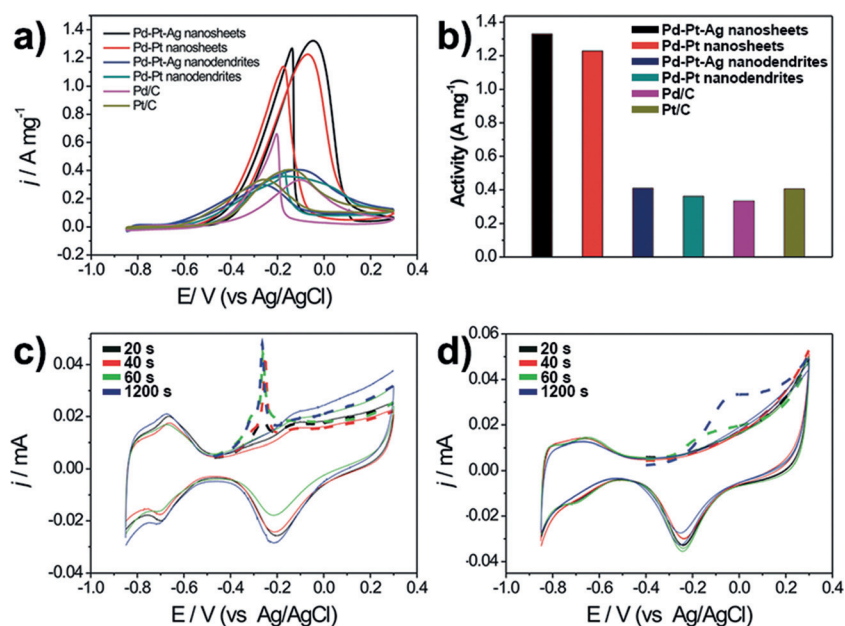 a)
j / A mg⁻¹
1.4
1.2
1.0
0.8
0.6
0.4
0.2
0.0
-0.2
Pd-Pt-Ag nanosheets
Pd-Pt nanosheets
Pd-Pt-Ag nanodendrites
Pd-Pt nanodendrites
Pd/C
Pt/C
-1.0 -0.8 -0.6 -0.4 -0.2 0.0 0.2 0.4
E/ V (vs Ag/AgCl)
b)
Activity (A mg⁻¹)
1.4
1.2
1.0
1.4
0.8
0.6
0.4
0.2
0.0
Pd-Pt-Ag nanosheets
Pd-Pt nanosheets
Pd-Pt-Ag nanodendrites
Pd-Pt nanodendrites
Pd/C
Pt/C
c)
j / mA
0.04
0.02
0.00
-0.02
-0.04
20 s
40 s
60 s
1200 s
-1.0 -0.8 -0.6 -0.4 -0.2 0.0 0.2 0.4
E / V (vs Ag/AgCl)
d)
j / mA
0.06
0.04
0.02
0.00
-0.02
-0.04
20 s
40 s
60 s
1200 s
-1.0 -0.8 -0.6 -0.4 -0.2 0.0 0.2 0.4
E / V (vs Ag/AgCl)